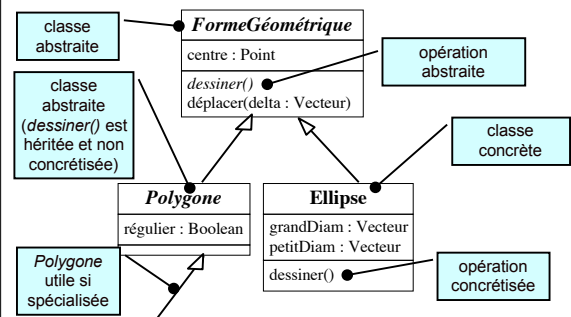 classe
abstraite
FormeGéométrique
centre : Point
dessiner()
déplacer(delta : Vecteur)
opération
abstraite
classe
abstraite
(dessiner() est
héritée et non
concrétisée)
classe
concrète
Polygone
régulier : Boolean
Ellipse
grandDiam : Vecteur
petitDiam : Vecteur
dessiner()
Polygone
utile si
spécialisée
opération
concrétisée